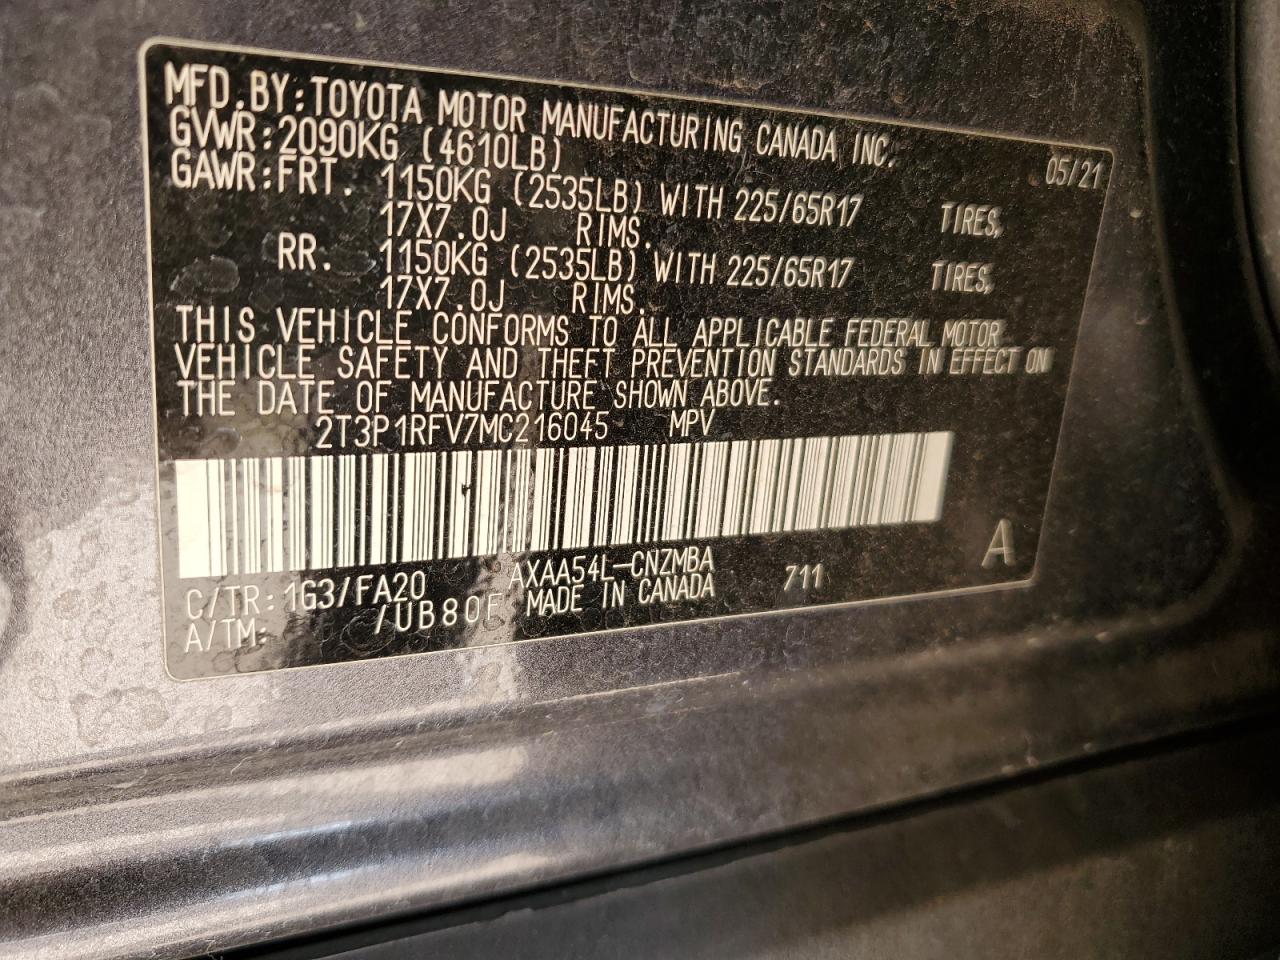 MFD.BY:TOYOTA MOTOR MANUFACTURING CANADA, INC. 05/21
GVWR:2090KG (4610LB)
GAWR:FRT. 1150KG (2535LB) WITH 225/65R17 TIRES,
17X7.0J RIMS.
RR. 1150KG (2535LB) WITH 225/65R17 TIRES,
17X7.0J RIMS.
THIS VEHICLE CONFORMS TO ALL APPLICABLE FEDERAL MOTOR
VEHICLE SAFETY AND THEFT PREVENTION STANDARDS IN EFFECT ON
THE DATE OF MANUFACTURE SHOWN ABOVE.
2T3P1RFV7MC216045 MPV
C/TR:1G3/FA20 AXAA54L-CNZMBA 711 A
A/TM: /UB80F MADE IN CANADA